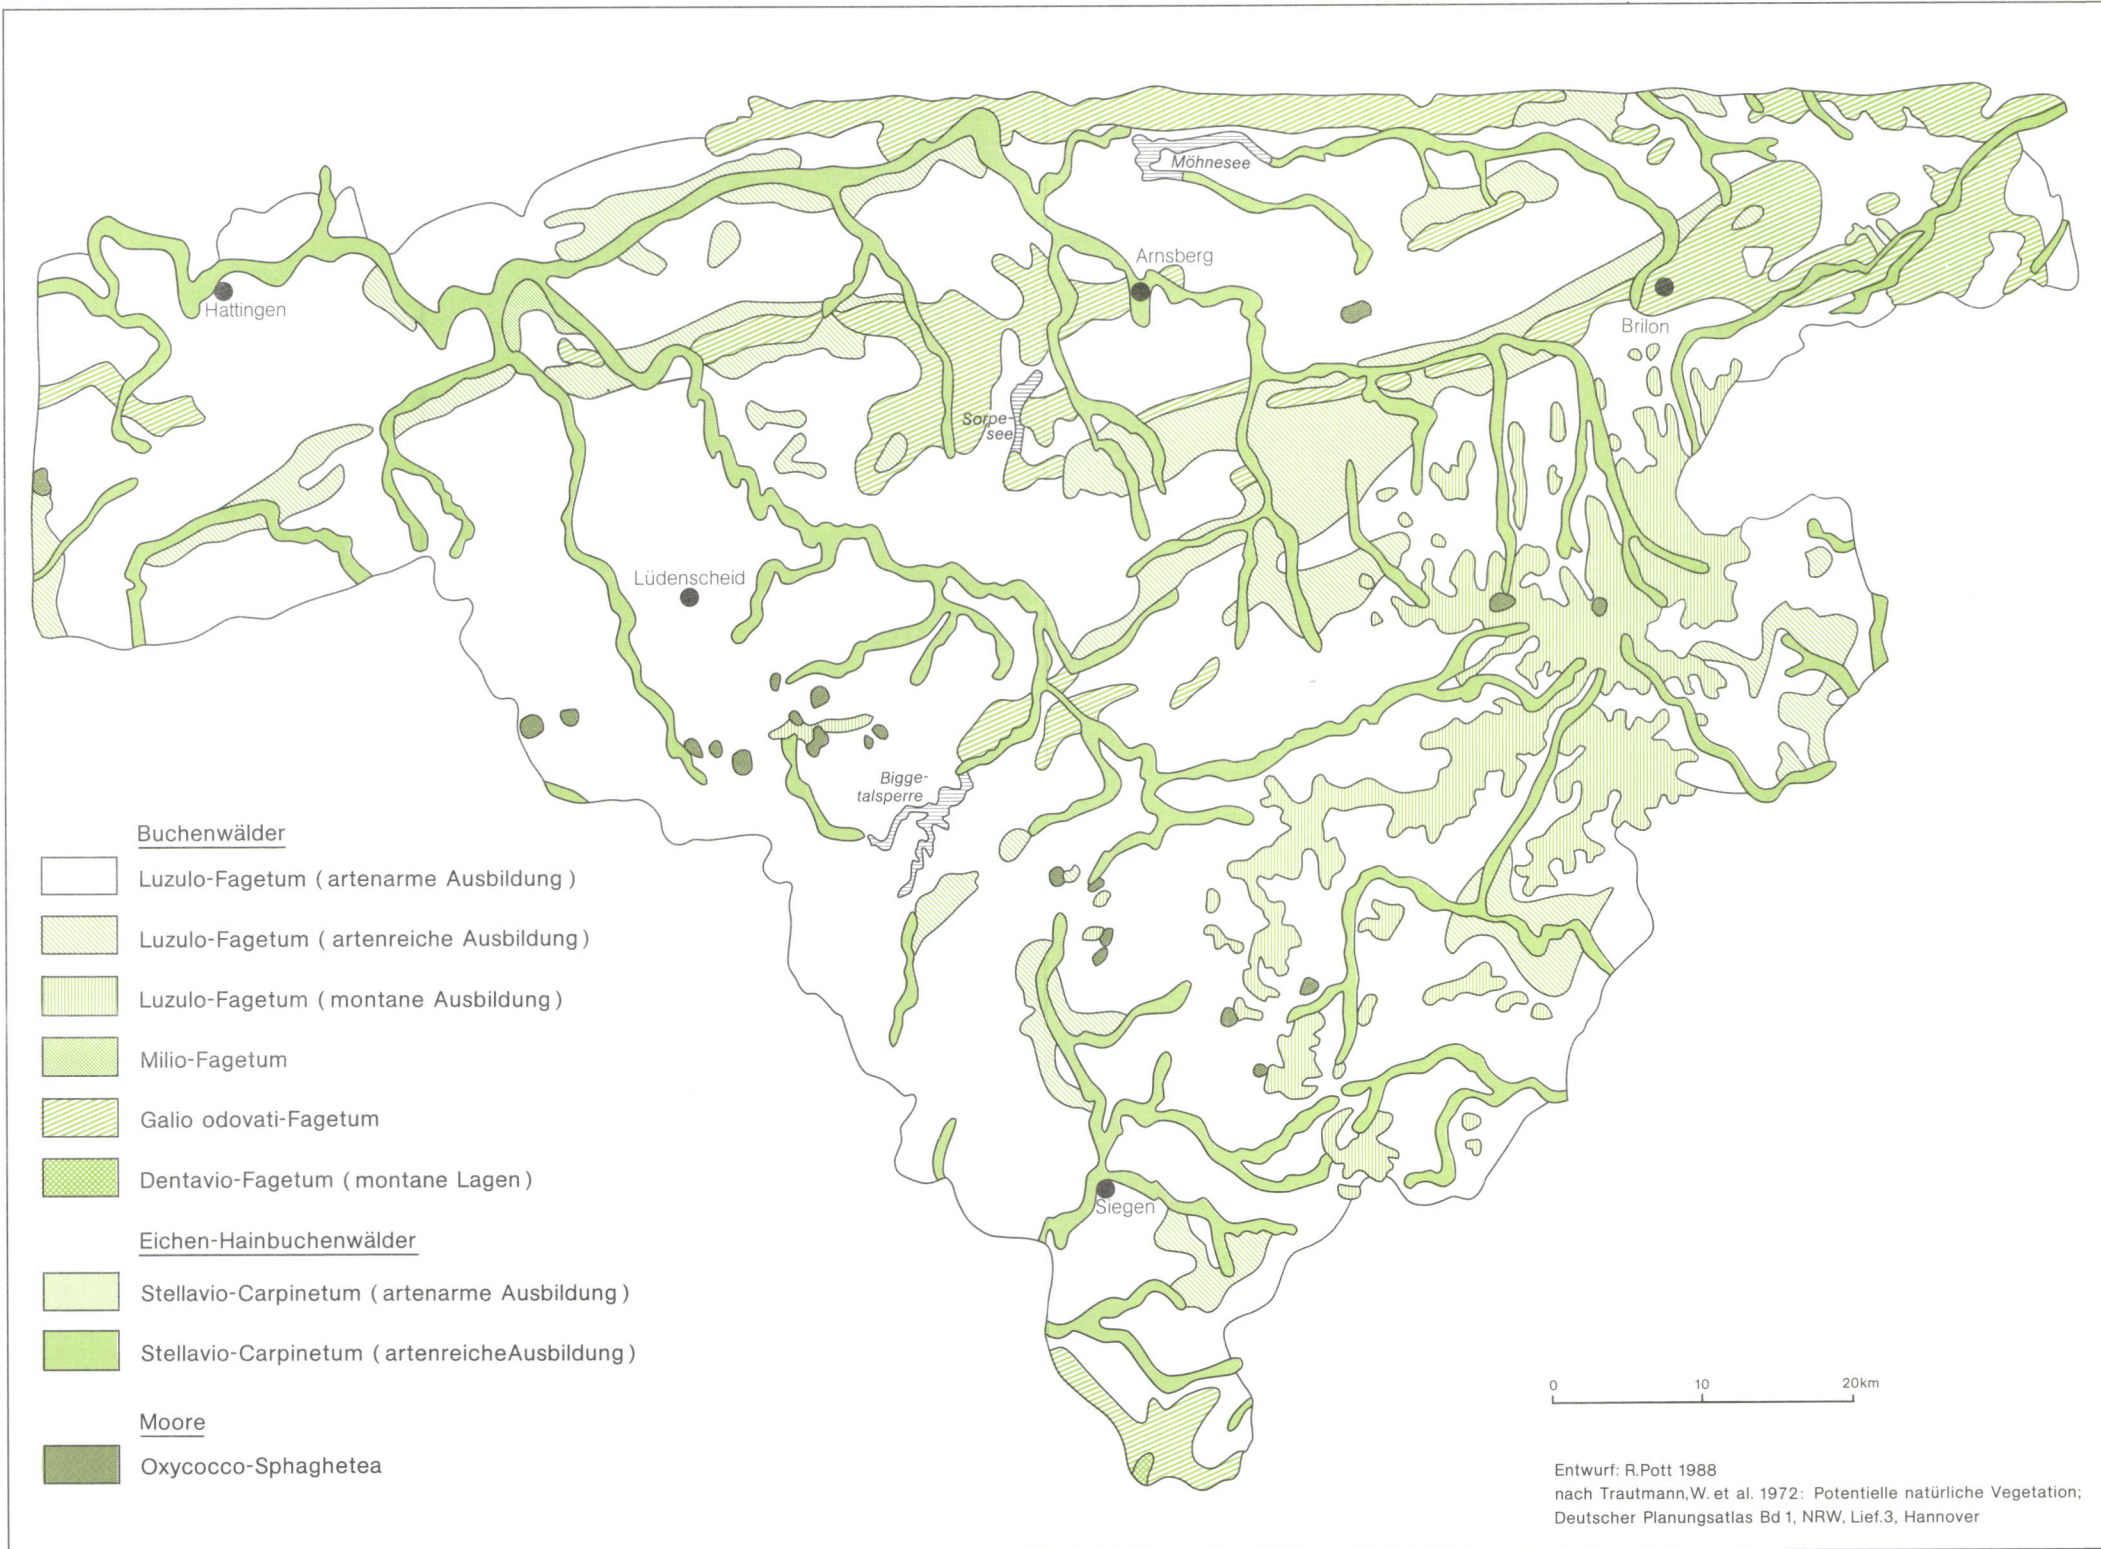 Möhnesee
Arnsberg
Hattingen
Brilon
Sorpe-
see
Lüdenscheid
Bigge-
talsperre
Siegen
Buchenwälder
Luzulo-Fagetum (artenarme Ausbildung)
Luzulo-Fagetum (artenreiche Ausbildung)
Luzulo-Fagetum (montane Ausbildung)
Milio-Fagetum
Galio odovati-Fagetum
Dentavio-Fagetum (montane Lagen)
Eichen-Hainbuchenwälder
Stellavio-Carpinetum (artenarme Ausbildung)
Stellavio-Carpinetum (artenreicheAusbildung)
Moore
Oxycocco-Sphaghetea
0 10 20km
Entwurf: R.Pott 1988
nach Trautmann,W. et al. 1972: Potentielle natürliche Vegetation;
Deutscher Planungsatlas Bd 1, NRW, Lief.3, Hannover